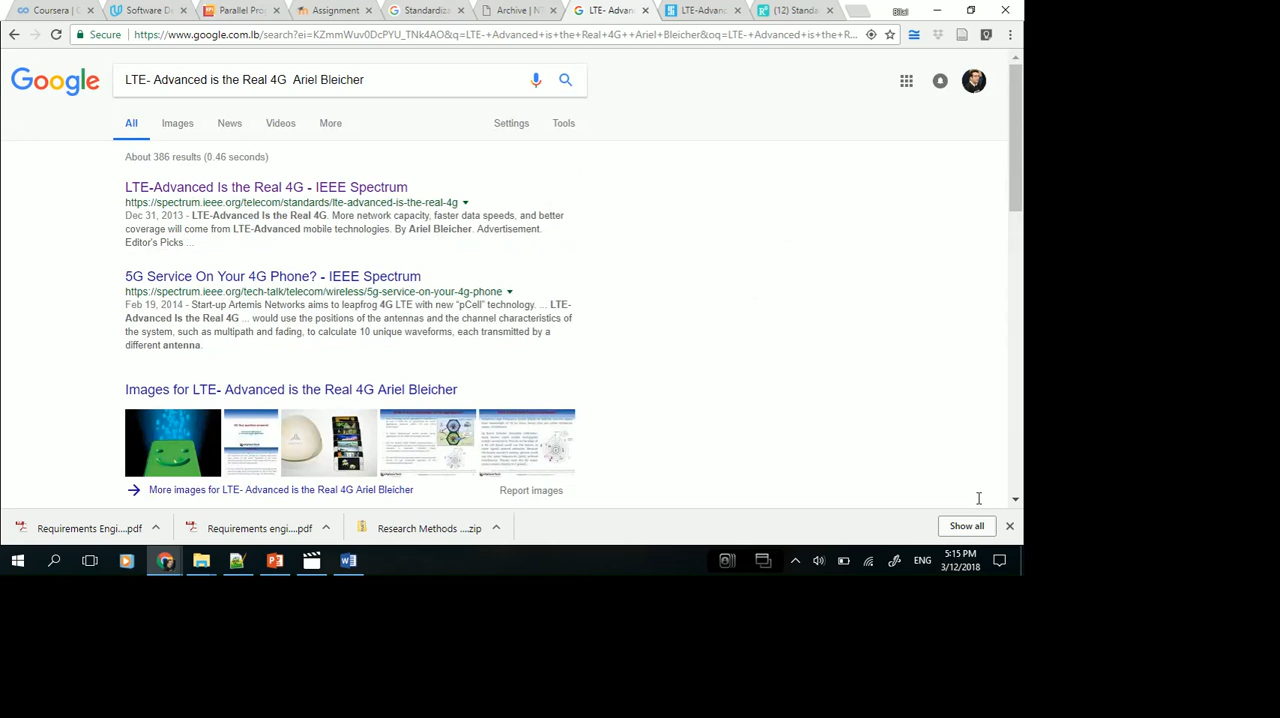 Coursera | C
Software De
Parallel Prog
Assignment
Standardiza
Archive | N
LTE- Advan
LTE-Advanc
(12) Standa
Bilal
Secure
https://www.google.com.lb/search?ei=KZmmWuv0DcPYU_TNk4AO&q=LTE-+Advanced+is+the+Real+4G++Ariel+Bleicher&oq=LTE-+Advanced+is+the+R...
Google
LTE- Advanced is the Real 4G Ariel Bleicher
All Images News Videos More Settings Tools
About 386 results (0.46 seconds)
LTE-Advanced Is the Real 4G - IEEE Spectrum
https://spectrum.ieee.org/telecom/standards/lte-advanced-is-the-real-4g
Dec 31, 2013 - LTE-Advanced Is the Real 4G. More network capacity, faster data speeds, and better
coverage will come from LTE-Advanced mobile technologies. By Ariel Bleicher. Advertisement.
Editor's Picks ...
5G Service On Your 4G Phone? - IEEE Spectrum
https://spectrum.ieee.org/tech-talk/telecom/wireless/5g-service-on-your-4g-phone
Feb 19, 2014 - Start-up Artemis Networks aims to leapfrog 4G LTE with new “pCell” technology. ... LTE-
Advanced Is the Real 4G ... would use the positions of the antennas and the channel characteristics
of the system, such as multipath and fading, to calculate 10 unique waveforms, each transmitted by a
different antenna.
Images for LTE- Advanced is the Real 4G Ariel Bleicher
More images for LTE- Advanced is the Real 4G Ariel Bleicher
Report images
Requirements Engi....pdf
Requirements engi....pdf
Research Methods ....zip
Show all
ENG
5:15 PM
3/12/2018